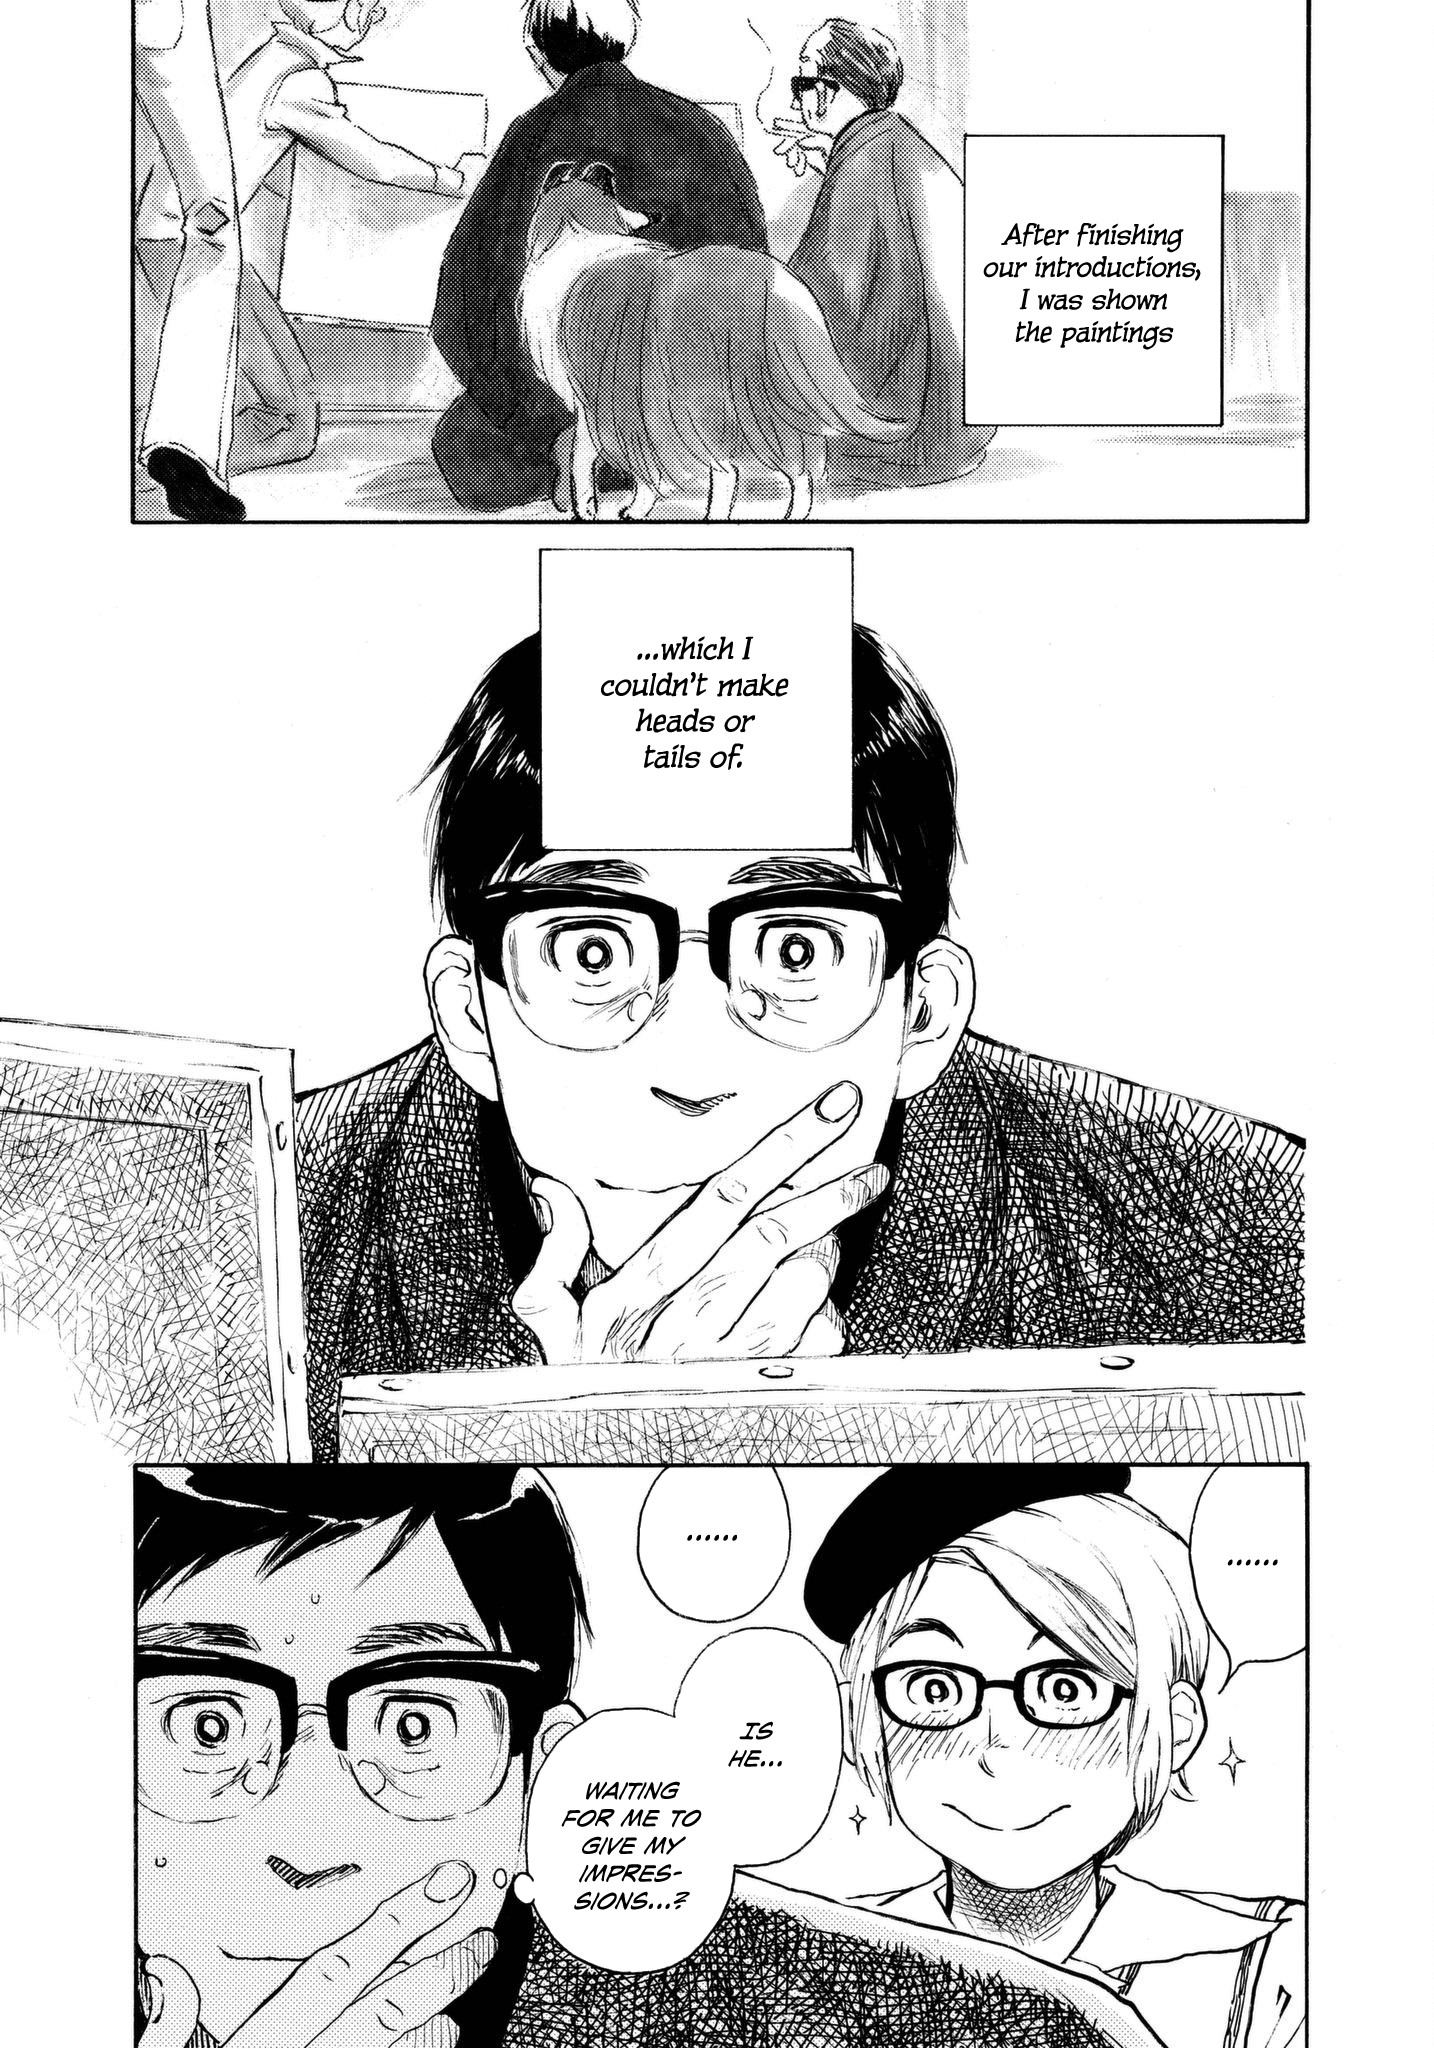 After finishing
our introductions,
I was shown
the paintings
...which I
couldn't make
heads or
tails of.
......
......
IS
HE...
WAITING
FOR ME TO
GIVE MY
IMPRES-
SIONS...?